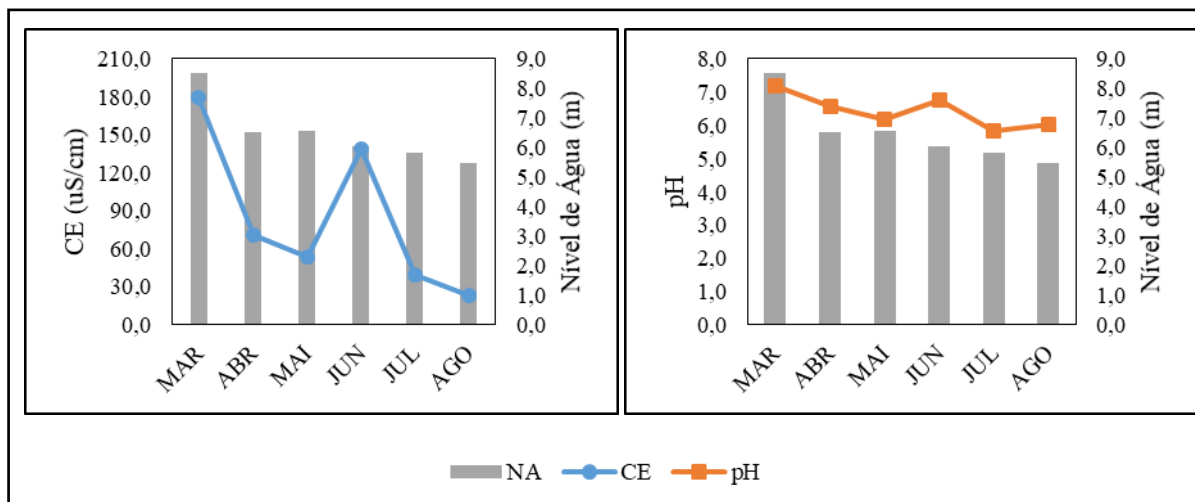 CE (uS/cm)
210,0
180,0
150,0
120,0
90,0
60,0
30,0
0,0
9,0
8,0
7,0
6,0
5,0
4,0
3,0
2,0
1,0
0,0
Nível de Água (m)
MAR
ABR
MAI
JUN
JUL
AGO
pH
8,0
7,0
6,0
5,0
4,0
3,0
2,0
1,0
0,0
9,0
8,0
7,0
6,0
5,0
4,0
3,0
2,0
1,0
0,0
Nível de Água (m)
MAR
ABR
MAI
JUN
JUL
AGO
NA
CE
pH